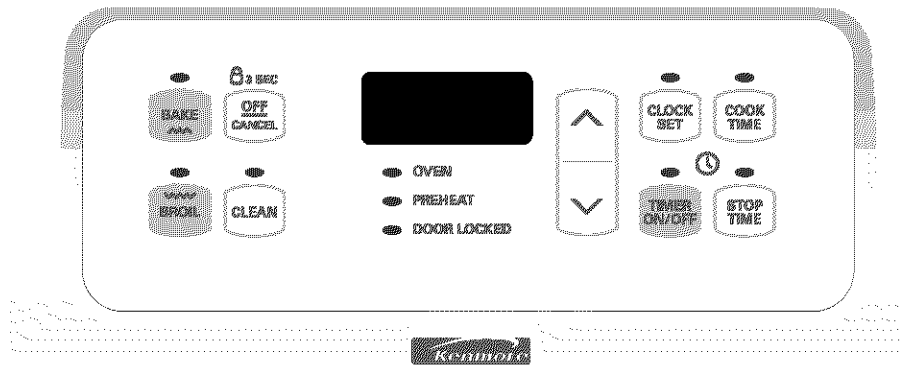 3 SEC
BAKE
OFF
CANCEL
CLOCK
SET
COOK
TIME
OVEN
PREHEAT
DOOR LOCKED
BROIL
CLEAN
TIMER
ON/OFF
STOP
TIME
Kenmore